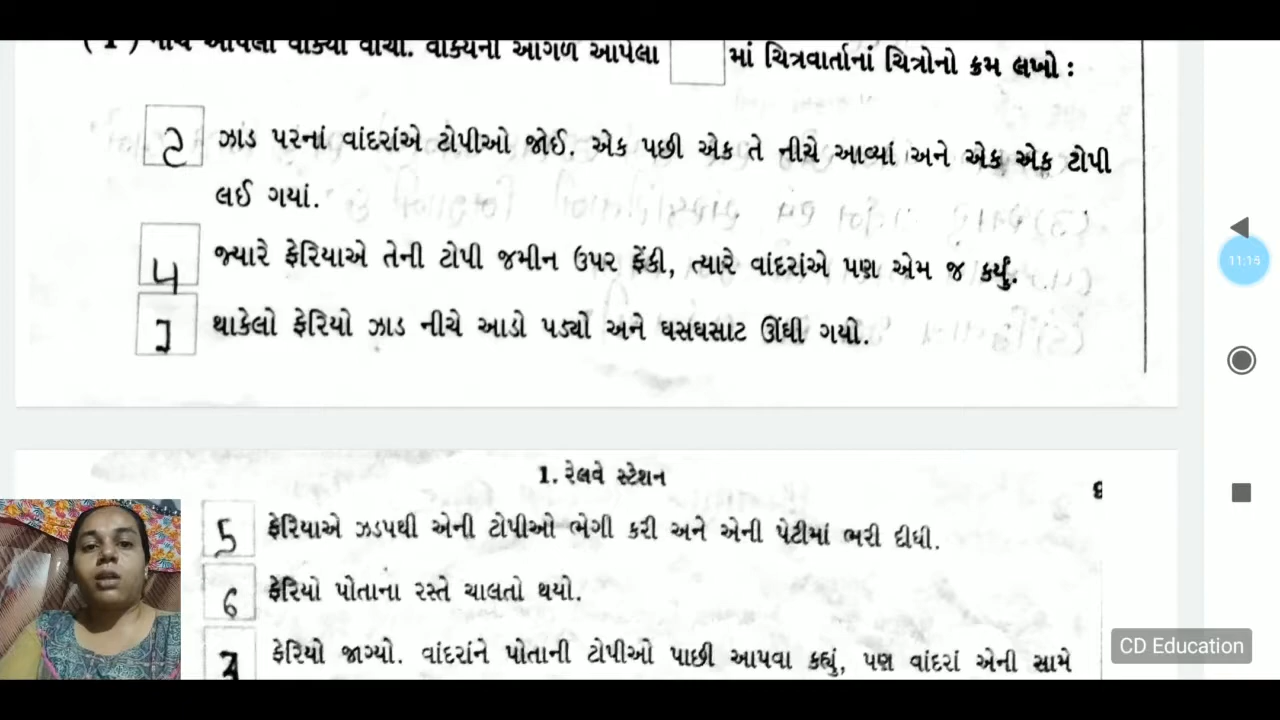 માં ચિત્રવાર્તાનાં ચિત્રોનો ક્રમ લખો :
2 ઝાડ પરનાં વાંદરાંએ ટોપીઓ જોઈ. એક પછી એક તે નીચે આવ્યાં અને એક એક ટોપી
લઈ ગયાં.
4 જ્યારે ફેરિયાએ તેની ટોપી જમીન ઉપર ફેંકી, ત્યારે વાંદરાંએ પણ એમ જ કર્યું.
1 થાકેલો ફેરિયો ઝાડ નીચે આડો પડ્યો અને ઘસઘસાટ ઊંઘી ગયો.
1. રેલવે સ્ટેશન
5 ફેરિયાએ ઝડપથી એની ટોપીઓ ભેગી કરી અને એની પેટીમાં ભરી દીધી.
6 ફેરિયો પોતાના રસ્તે ચાલતો થયો.
3 ફેરિયો જાગ્યો. વાંદરાંને પોતાની ટોપીઓ પાછી આપવા કહ્યું, પણ વાંદરાં એની સામે
CD Education